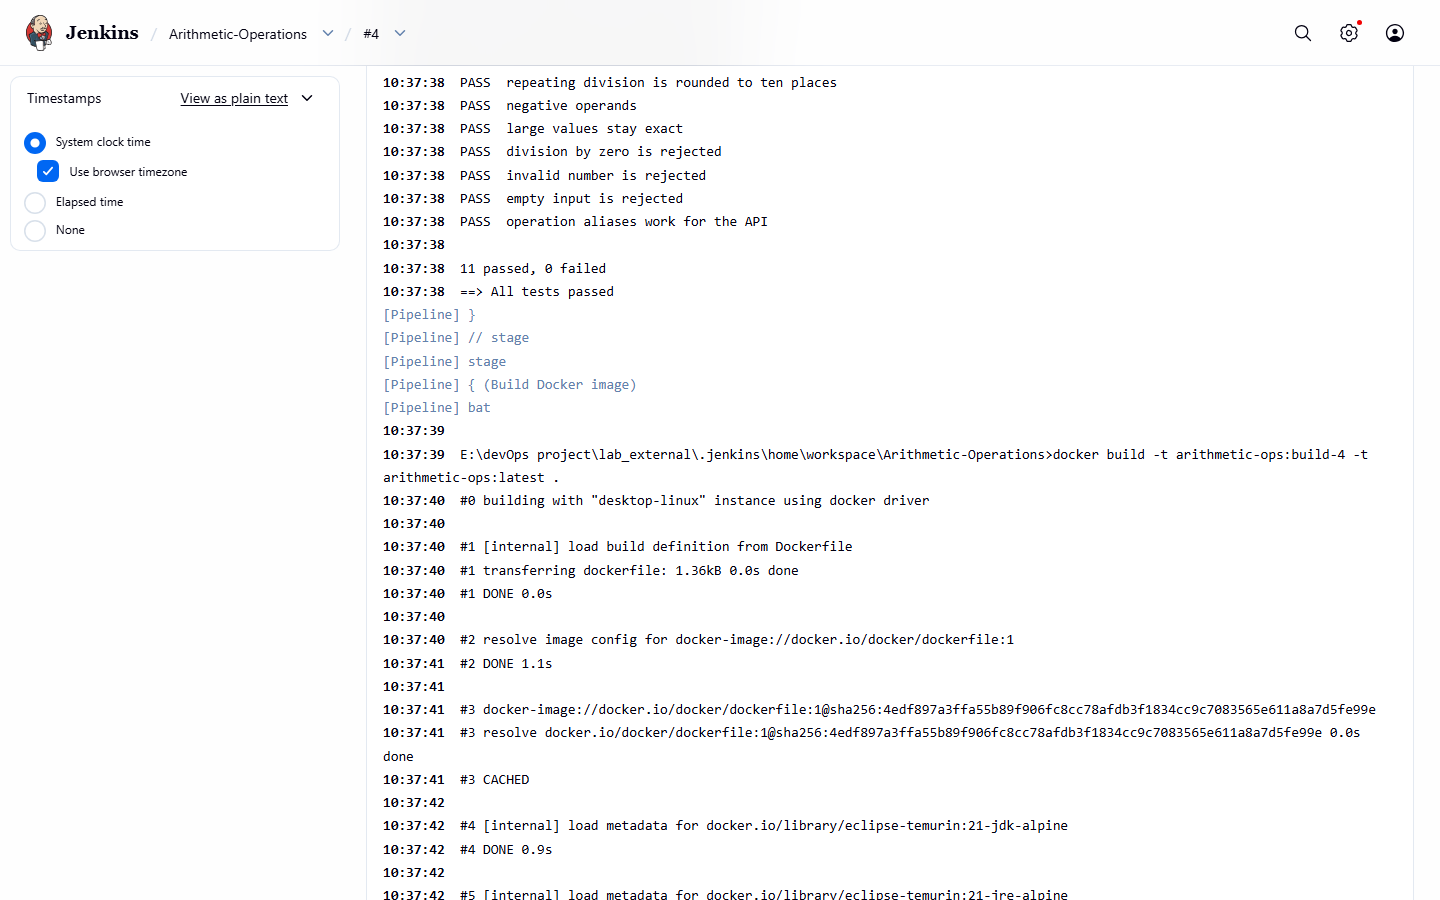 Jenkins / Arithmetic-Operations / #4
Timestamps View as plain text
System clock time
Use browser timezone
Elapsed time
None
10:37:38 PASS repeating division is rounded to ten places
10:37:38 PASS negative operands
10:37:38 PASS large values stay exact
10:37:38 PASS division by zero is rejected
10:37:38 PASS invalid number is rejected
10:37:38 PASS empty input is rejected
10:37:38 PASS operation aliases work for the API
10:37:38
10:37:38 11 passed, 0 failed
10:37:38 ==> All tests passed
[Pipeline] }
[Pipeline] // stage
[Pipeline] stage
[Pipeline] { (Build Docker image)
[Pipeline] bat
10:37:39
10:37:39 E:\devOps project\lab_external\.jenkins\home\workspace\Arithmetic-Operations>docker build -t arithmetic-ops:build-4 -t
arithmetic-ops:latest .
10:37:40 #0 building with "desktop-linux" instance using docker driver
10:37:40
10:37:40 #1 [internal] load build definition from Dockerfile
10:37:40 #1 transferring dockerfile: 1.36kB 0.0s done
10:37:40 #1 DONE 0.0s
10:37:40
10:37:40 #2 resolve image config for docker-image://docker.io/docker/dockerfile:1
10:37:41 #2 DONE 1.1s
10:37:41
10:37:41 #3 docker-image://docker.io/docker/dockerfile:1@sha256:4edf897a3ffa55b89f906fc8cc78afdb3f1834cc9c7083565e611a8a7d5fe99e
10:37:41 #3 resolve docker.io/docker/dockerfile:1@sha256:4edf897a3ffa55b89f906fc8cc78afdb3f1834cc9c7083565e611a8a7d5fe99e 0.0s
done
10:37:41 #3 CACHED
10:37:42
10:37:42 #4 [internal] load metadata for docker.io/library/eclipse-temurin:21-jdk-alpine
10:37:42 #4 DONE 0.9s
10:37:42
10:37:42 #5 [internal] load metadata for docker.io/library/eclipse-temurin:21-jre-alpine